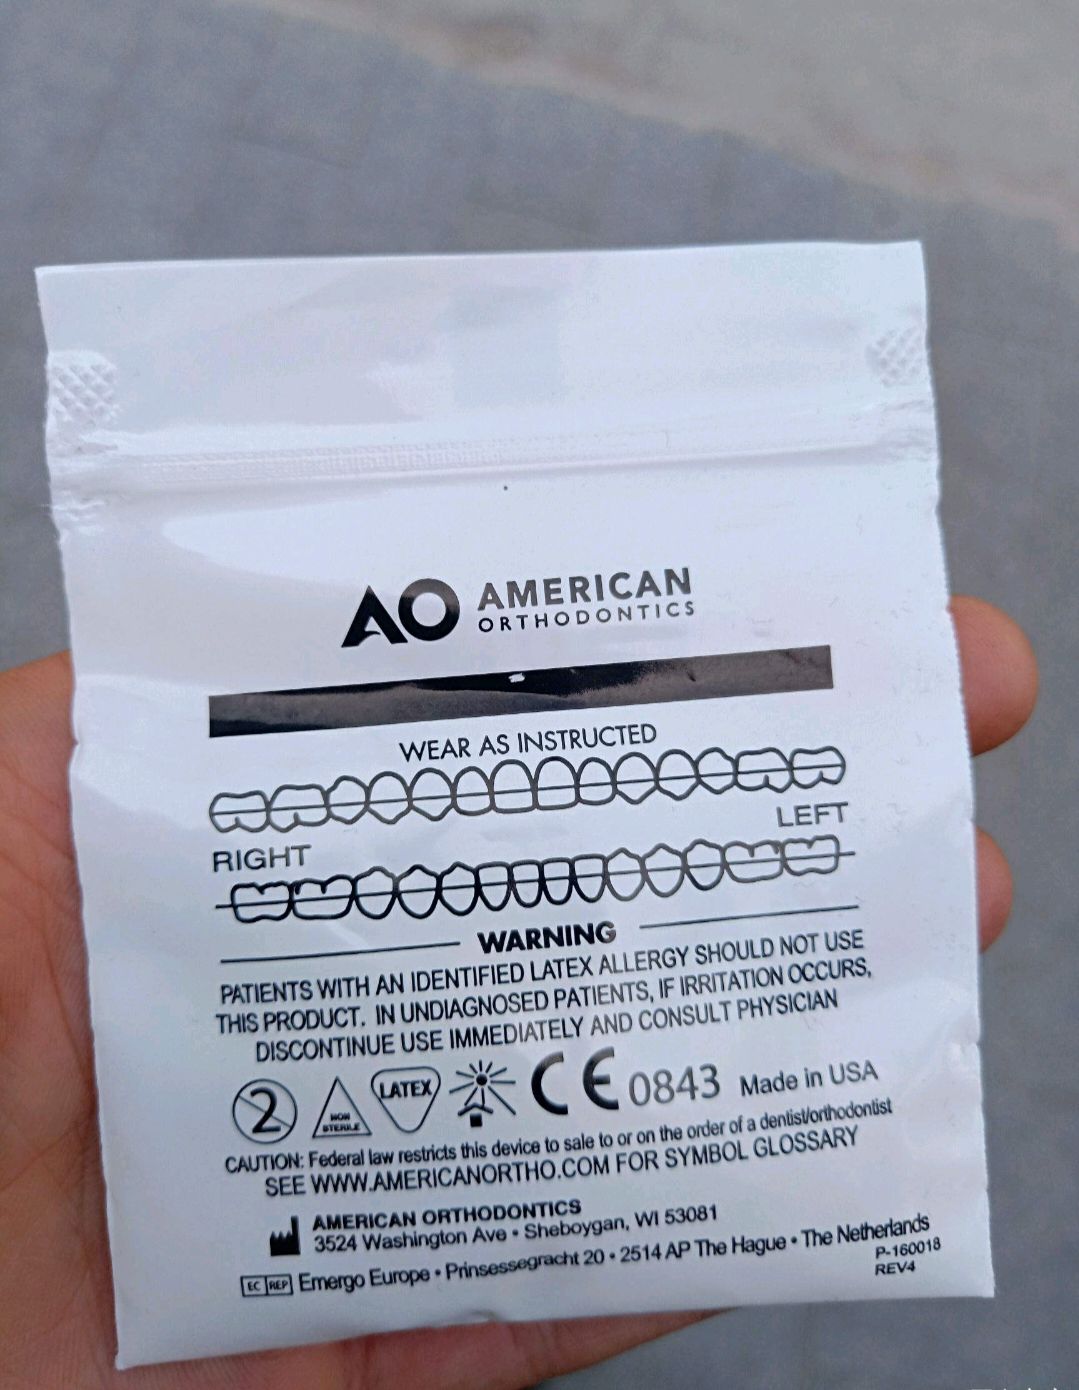 AO AMERICAN
ORTHODONTICS
WEAR AS INSTRUCTED
LEFT
RIGHT
WARNING
PATIENTS WITH AN IDENTIFIED LATEX ALLERGY SHOULD NOT USE
THIS PRODUCT. IN UNDIAGNOSED PATIENTS, IF IRRITATION OCCURS,
DISCONTINUE USE IMMEDIATELY AND CONSULT PHYSICIAN
2 NON STERILE LATEX CE 0843 Made in USA
CAUTION: Federal law restricts this device to sale to or on the order of a dentist/orthodontist
SEE WWW.AMERICANORTHO.COM FOR SYMBOL GLOSSARY
AMERICAN ORTHODONTICS
3524 Washington Ave • Sheboygan, WI 53081
EC REP Emergo Europe • Prinsessegracht 20 • 2514 AP The Hague • The Netherlands
P-160018
REV4